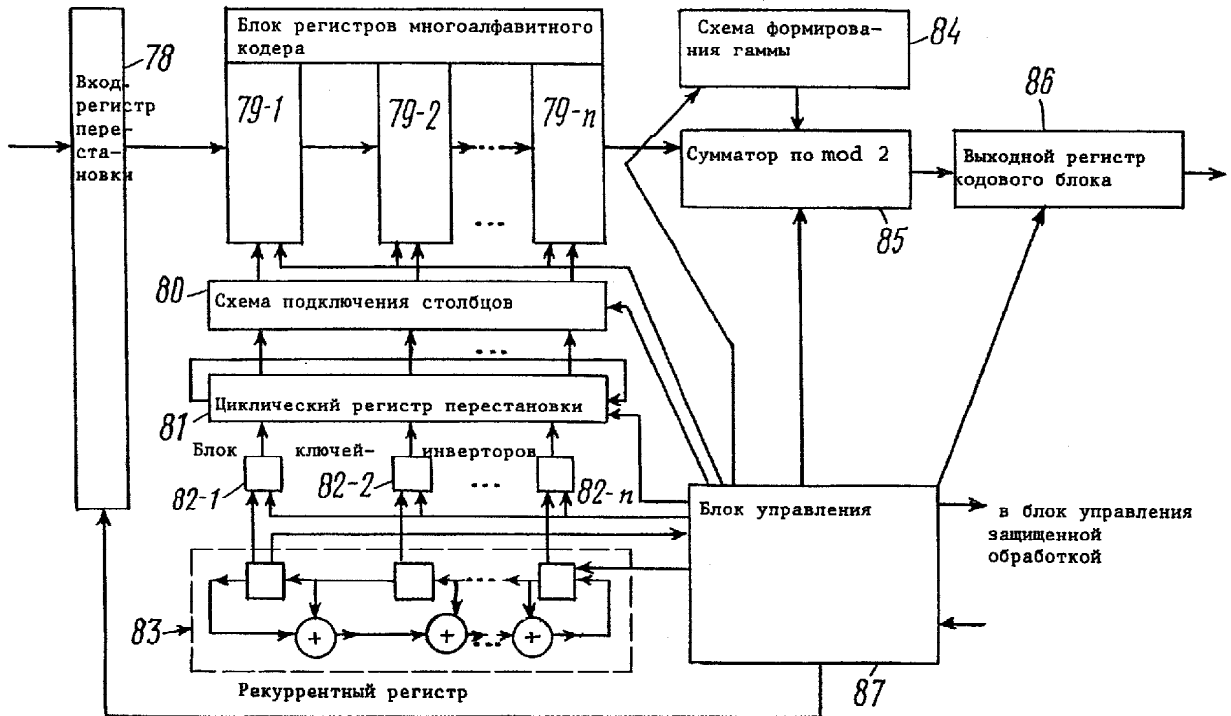 78
Вход.
регистр
пере-
ста-
новки
Блок регистров многоалфавитного
кодера
79-1
79-2
79-n
...
...
Схема формирова-
ния гаммы
84
Сумматор по mod 2
85
86
Выходной регистр
кодового блока
80
Схема подключения столбцов
...
81
Циклический регистр перестановки
Блок ключей- инверторов
82-1
82-2
...
82-n
83
...
+
+
...
+
Рекуррентный регистр
Блок управления
87
в блок управления
защищенной
обработкой